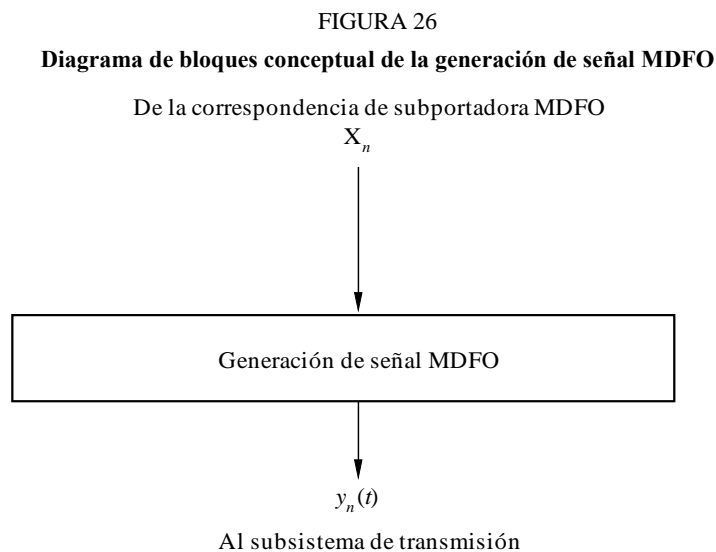 FIGURA 26
Diagrama de bloques conceptual de la generación de señal MDFO
De la correspondencia de subportadora MDFO
Xₙ
Generación de señal MDFO
yₙ(t)
Al subsistema de transmisión